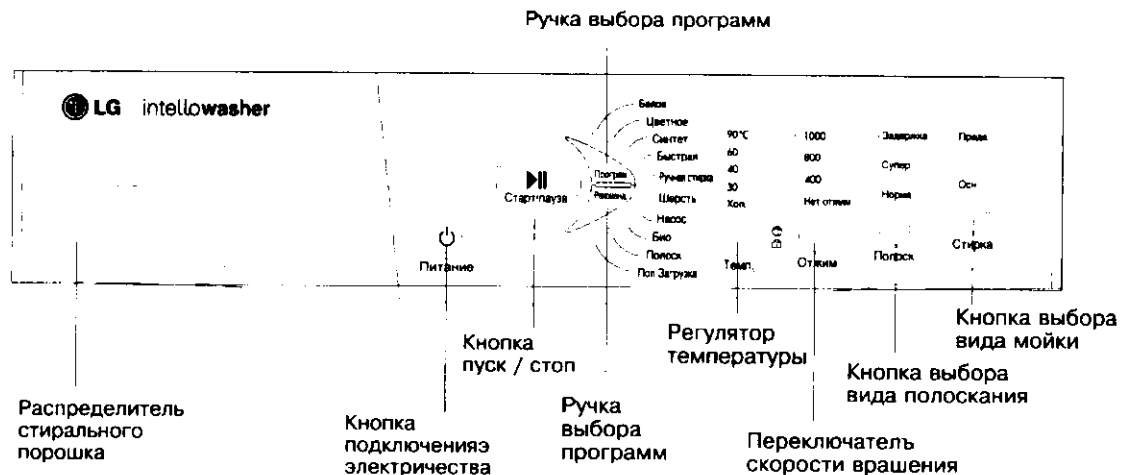 Ручка выбора программ
LG intellowasher
Белое
Цветное
Синтет
Быстрая
Ручная стирка
Шерсть
Насос
Био
Полоск
Пол Загрузка
Програм
90°C
60
40
30
Хол.
Темп.
1000
800
400
Нет отжим
Отжим
Задержка
Супер
Норма
Полоск
Предв
Осн
Стирка
Старт/пауза
Питание
Кнопка
пуск / стоп
Регулятор
температуры
Кнопка выбора
вида мойки
Кнопка выбора
вида полоскания
Распределитель
стирального
порошка
Кнопка
подключенияэ
электричества
Ручка
выбора
программ
Переключатель
скорости врашения